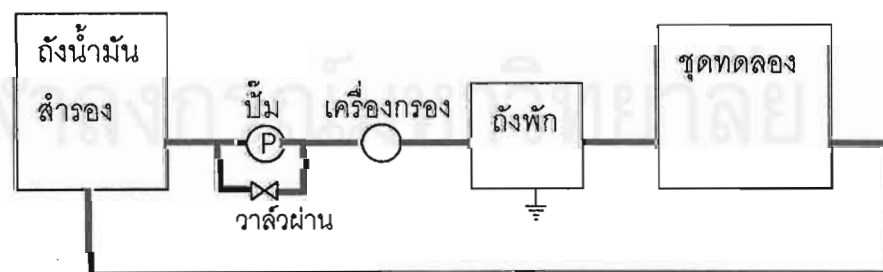 ถังน้ำมัน
สำรอง
ปั๊ม
P
วาล์วผ่าน
เครื่องกรอง
ถังพัก
ชุดทดลอง